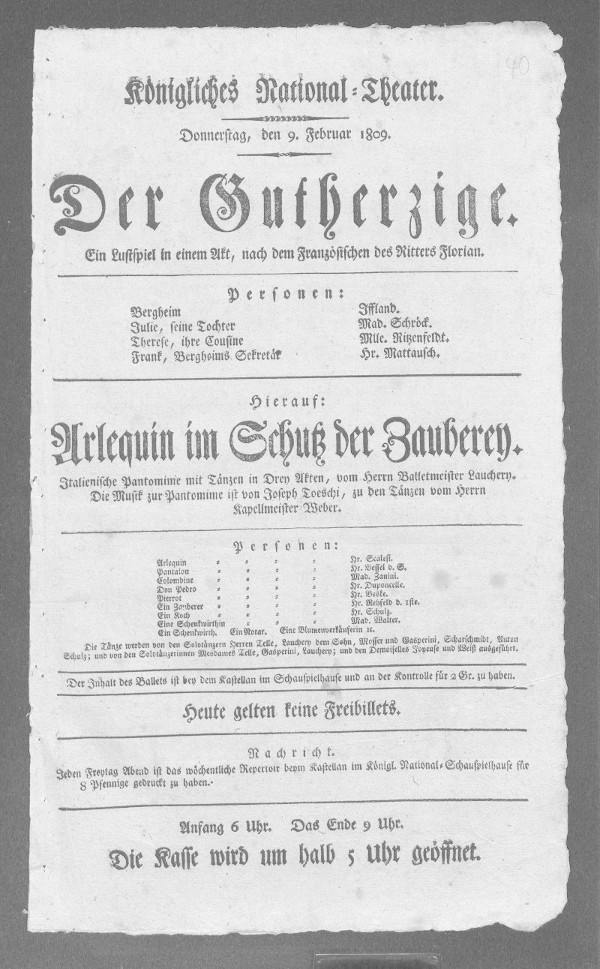 40
Königliches National-Theater.
Donnerstag, den 9. Februar 1809.
Der Gutherzige.
Ein Lustspiel in einem Akt, nach dem Französischen des Ritters Florian.
Personen:
Bergheim Iffland.
Julie, seine Tochter Mad. Schröck.
Therese, ihre Cousine Mlle. Ritzenfeldt.
Frank, Bergheims Sekretär Hr. Mattausch.
Hierauf:
Arlequin im Schutz der Zauberey.
Italienische Pantomime mit Tänzen in Drey Akten, vom Herrn Balletmeister Lauchery.
Die Musik zur Pantomime ist von Joseph Toeschi, zu den Tänzen vom Herrn
Kapellmeister Weber.
Personen:
Arlequin " " " " Hr. Scalesi.
Pantalon " " " " Hr. Bessel d. S.
Colombine " " " " Mad. Zanini.
Don Pedro " " " " Hr. Duponcelle.
Pierrot " " " " Hr. Beske.
Ein Zauberer " " " " Hr. Rehfeld d. 1ste.
Ein Koch " " " " Hr. Schulz.
Eine Schenkwirthin " " " Mad. Walter.
Ein Schenkwirth. Ein Notar. Eine Blumenverkäuferin ꝛc.
Die Tänze werden von den Solotänzern Herren Telle, Lauchery dem Sohn, Mosser und Gasperini, Scharschmidt, Anton
Schulz; und von den Solotänzerinnen Mesdames Telle, Gasperini, Lauchery; und den Demoiselles Joyeuse und Weiß ausgeführt.
Der Inhalt des Ballets ist bey dem Kastellan im Schauspielhause und an der Kontrolle für 2 Gr. zu haben.
Heute gelten keine Freibillets.
Nachricht.
Jeden Freytag Abend ist das wöchentliche Repertoir beym Kastellan im Königl. National-Schauspielhause für
8 Pfennige gedruckt zu haben.
Anfang 6 Uhr. Das Ende 9 Uhr.
Die Kasse wird um halb 5 Uhr geöffnet.